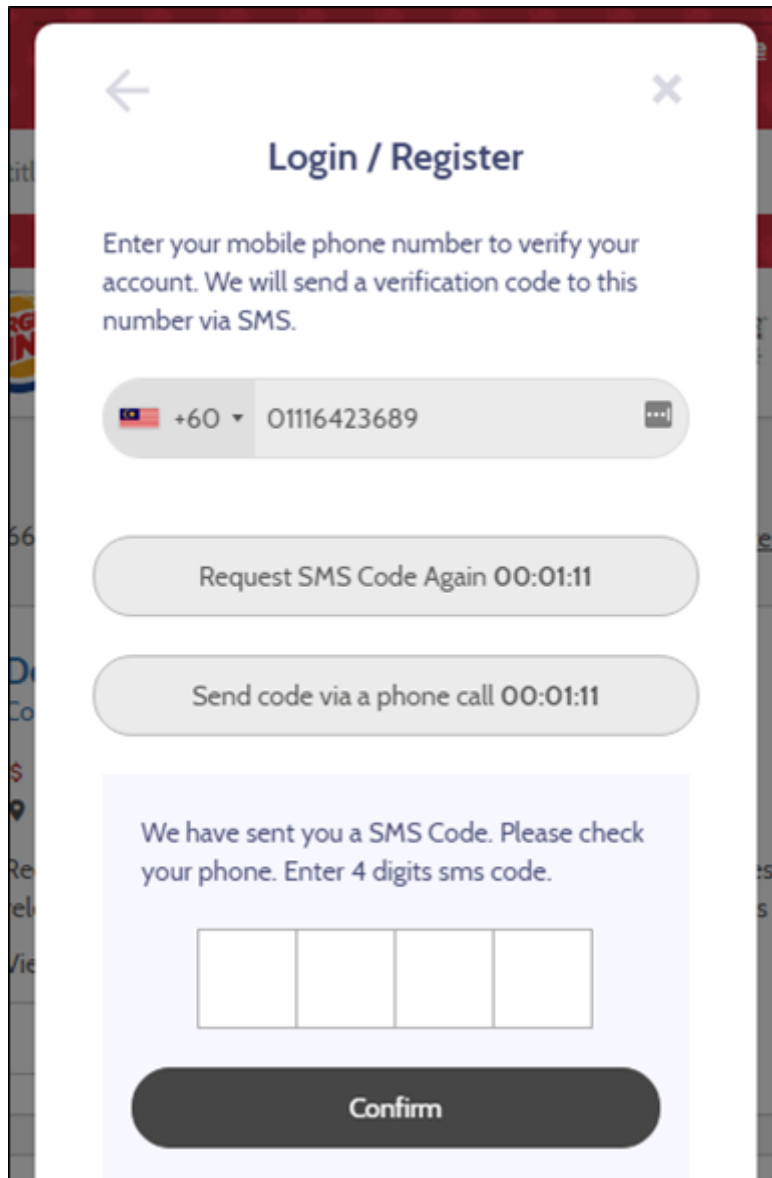 Login / Register
Enter your mobile phone number to verify your
account. We will send a verification code to this
number via SMS.
+60 01116423689
Request SMS Code Again 00:01:11
Send code via a phone call 00:01:11
We have sent you a SMS Code. Please check
your phone. Enter 4 digits sms code.
Confirm